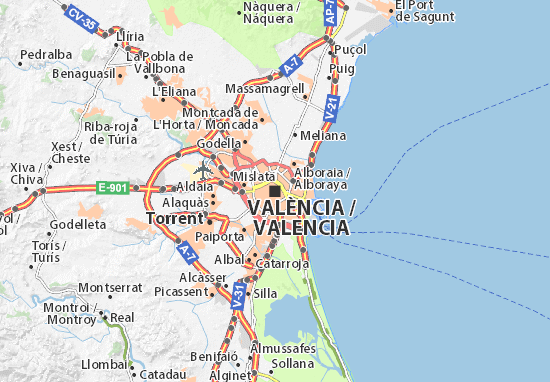 Nàquera /
Náquera
El Port
de Sagunt
AP-7
CV-35
Llíria
Pedralba
La Pobla de
Vallbona
Benaguasil
A-7
Puçol
Puig
Massamagrell
L'Eliana
V-21
Riba-roja
de Túria
Montcada de
L'Horta / Moncada
Meliana
Godella
Xest /
Cheste
Xiva /
Chiva
E-901
Alboraia /
Alboraya
Mislata
Aldaia
Alaquàs
VALÈNCIA /
VALENCIA
Torrent
ol /
ol
Godelleta
Paiporta
Toris /
Turís
A-7
Albal
Catarroja
Alcàsser
Picassent
Montserrat
V-31
Silla
Montroi /
Montroy
Real
Llombai
Catadau
Benifaió
Alginet
Almussafes
Sollana